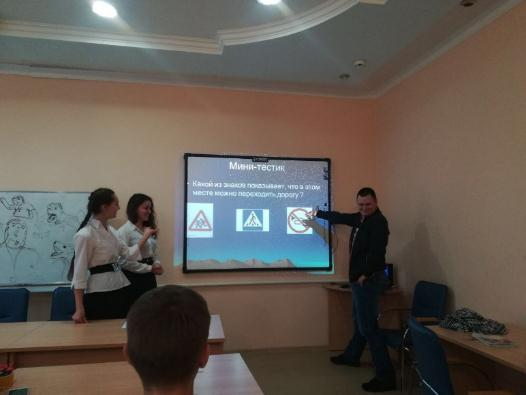 Мини-тестик
Какой из знаков показывает, что в этом
месте можно переходить дорогу?